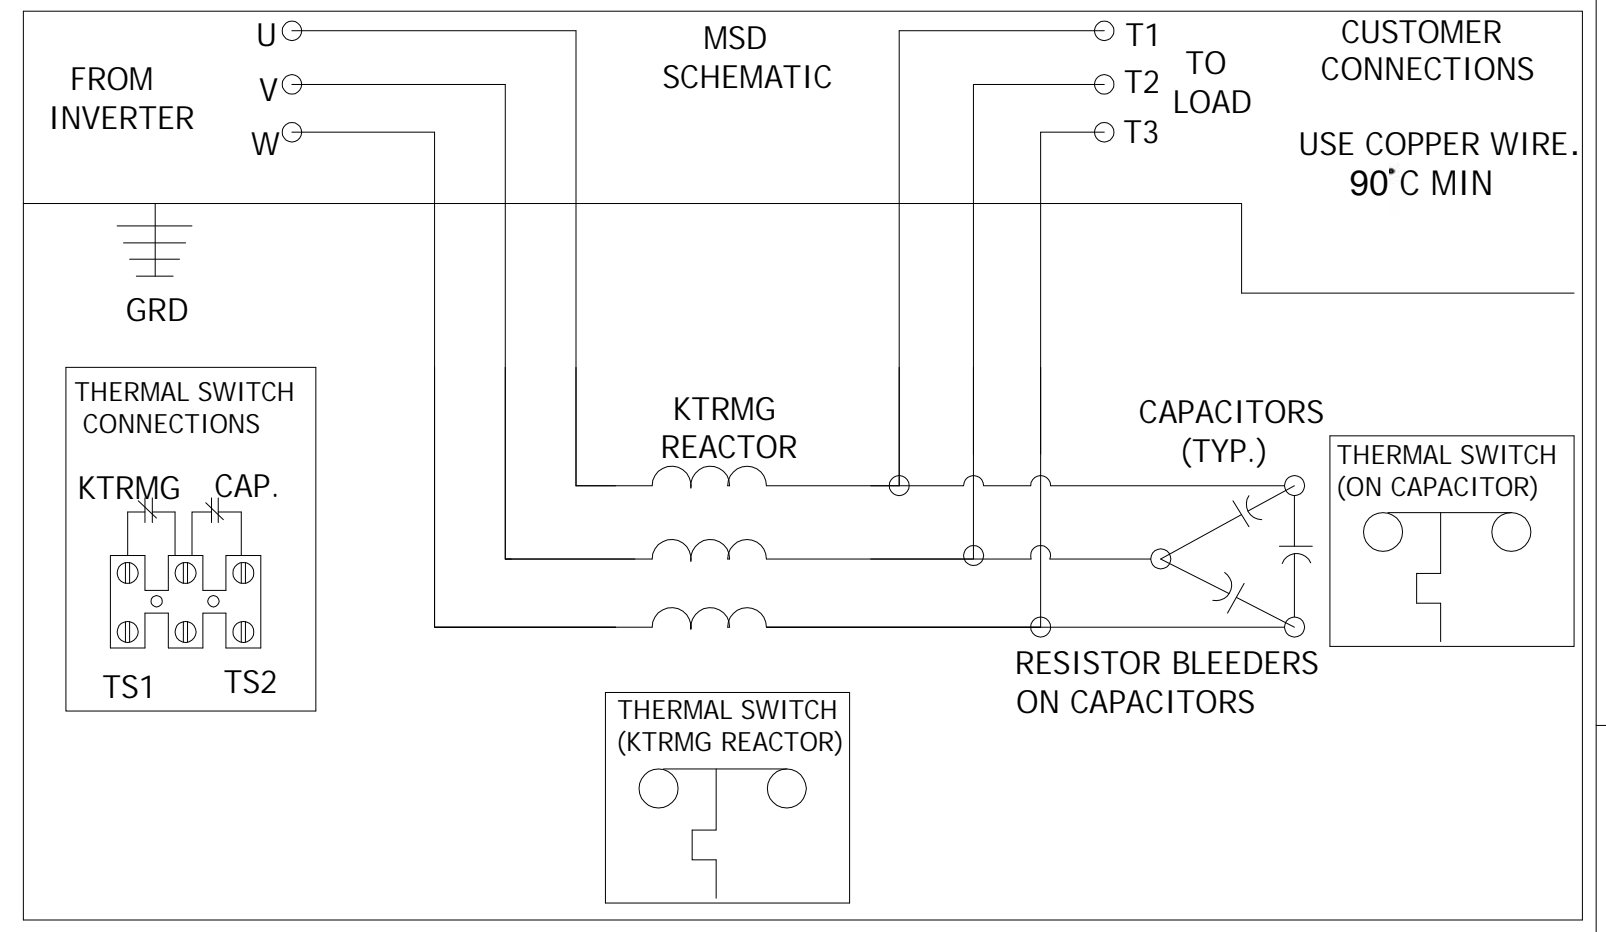 FROM
INVERTER
U
V
W
MSD
SCHEMATIC
T1
T2
T3
TO
LOAD
CUSTOMER
CONNECTIONS
USE COPPER WIRE.
90°C MIN
GRD
THERMAL SWITCH
CONNECTIONS
KTRMG
CAP.
TS1
TS2
KTRMG
REACTOR
CAPACITORS
(TYP.)
THERMAL SWITCH
(ON CAPACITOR)
RESISTOR BLEEDERS
ON CAPACITORS
THERMAL SWITCH
(KTRMG REACTOR)